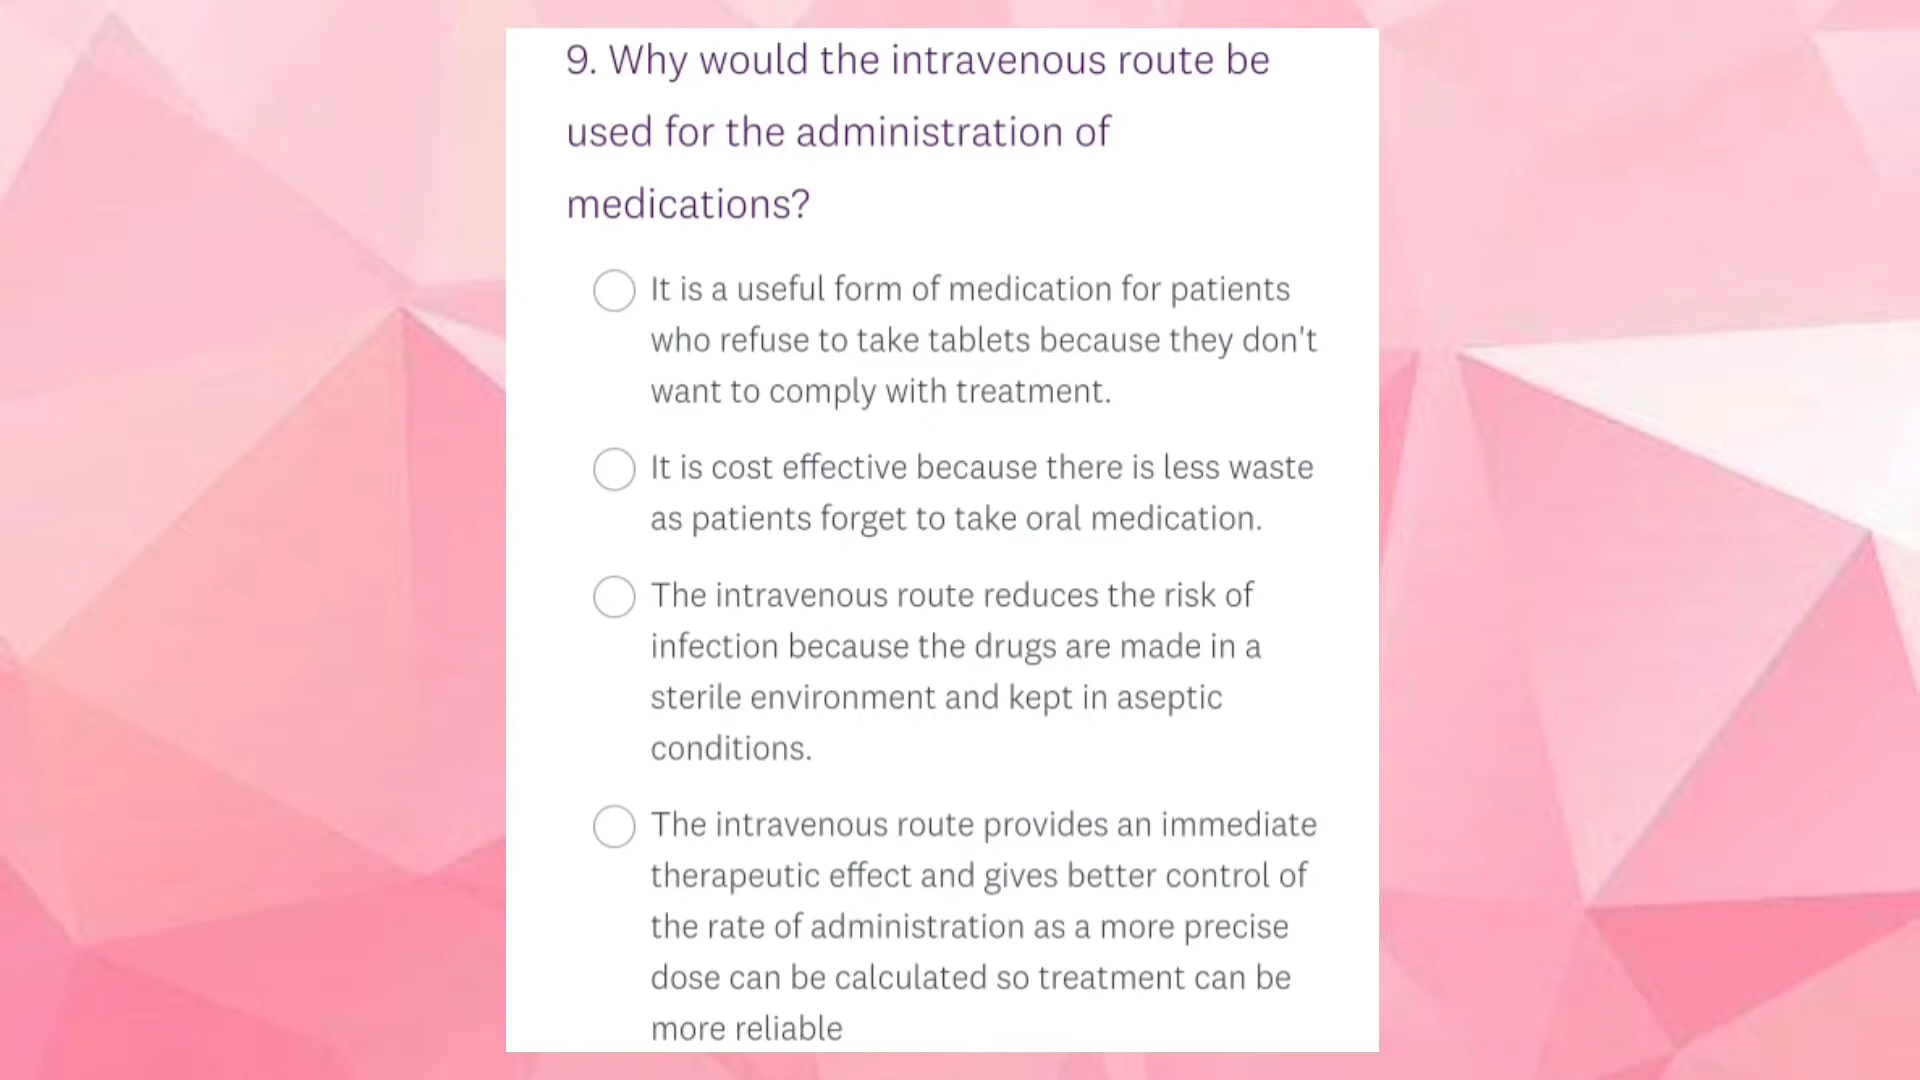 9. Why would the intravenous route be
used for the administration of
medications?
It is a useful form of medication for patients
who refuse to take tablets because they don't
want to comply with treatment.
It is cost effective because there is less waste
as patients forget to take oral medication.
The intravenous route reduces the risk of
infection because the drugs are made in a
sterile environment and kept in aseptic
conditions.
The intravenous route provides an immediate
therapeutic effect and gives better control of
the rate of administration as a more precise
dose can be calculated so treatment can be
more reliable